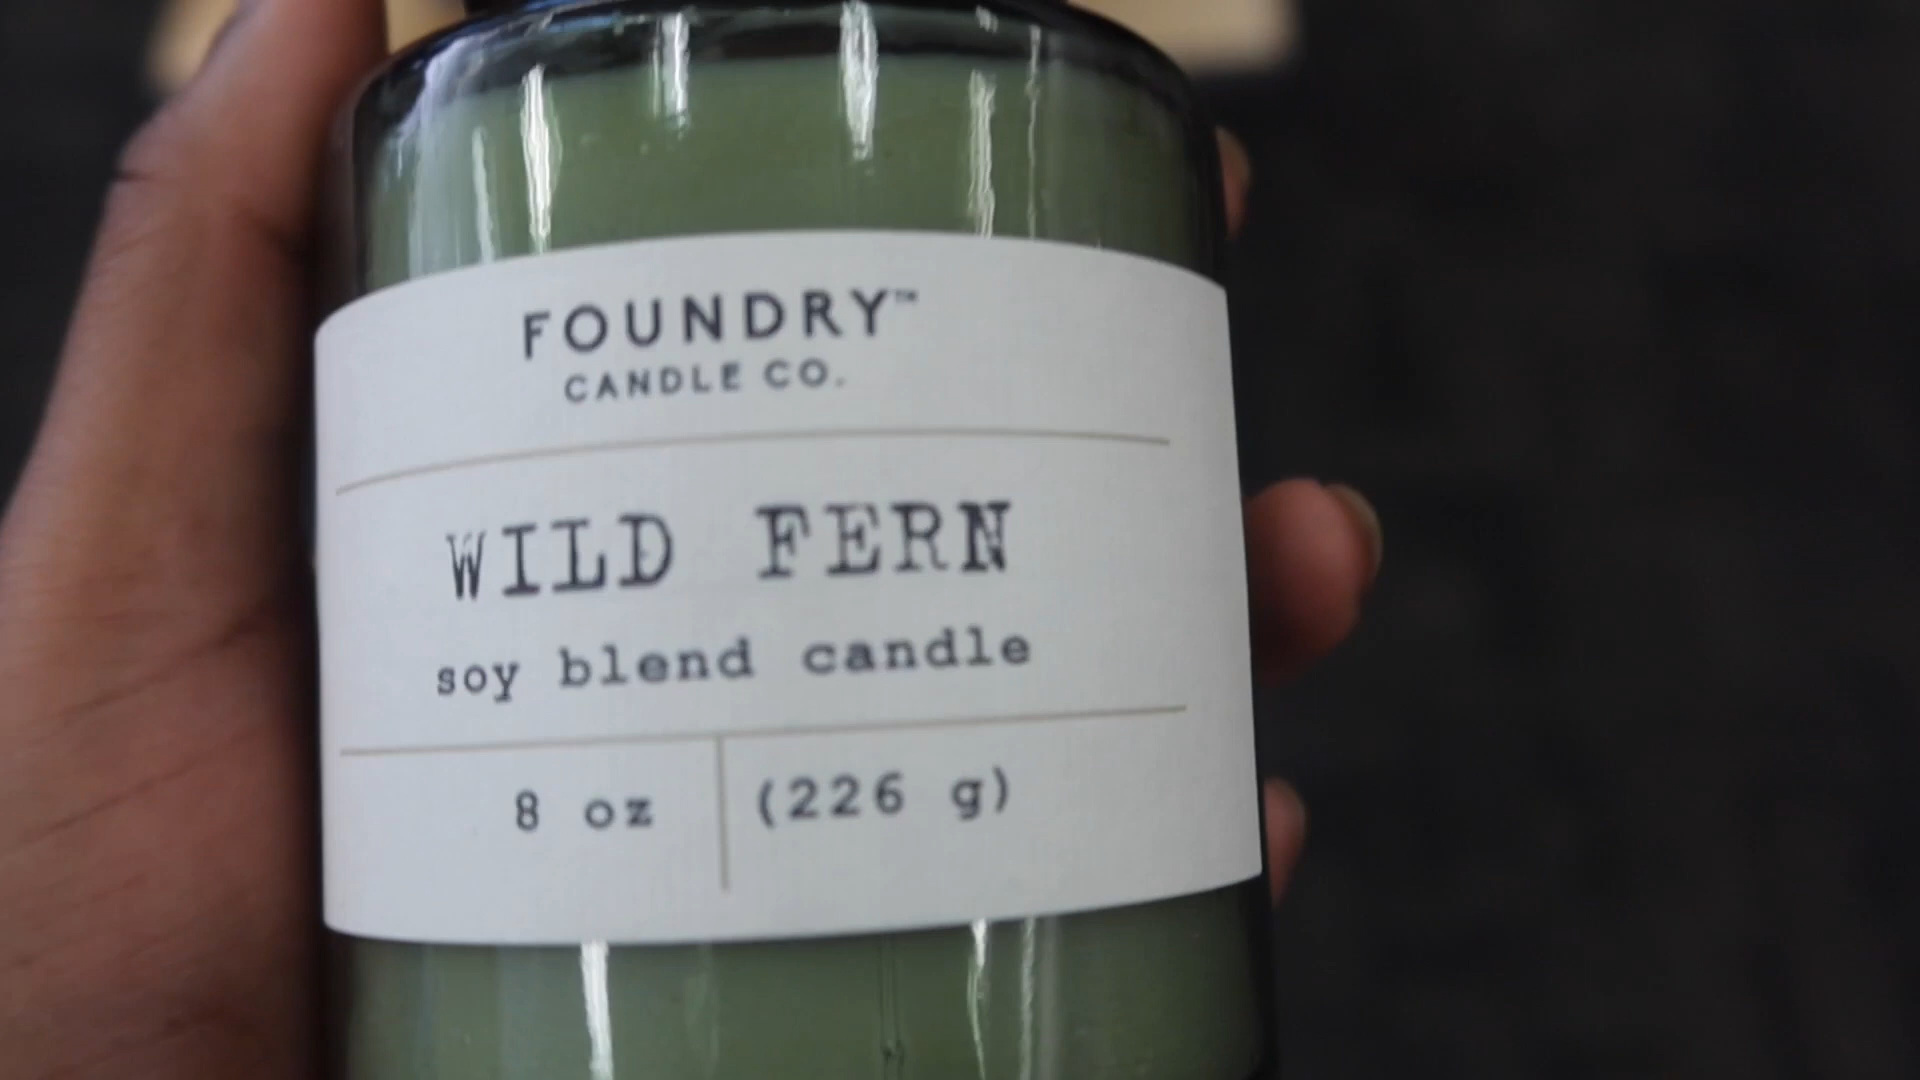 FOUNDRY™
CANDLE CO.
WILD FERN
soy blend candle
8 oz (226 g)